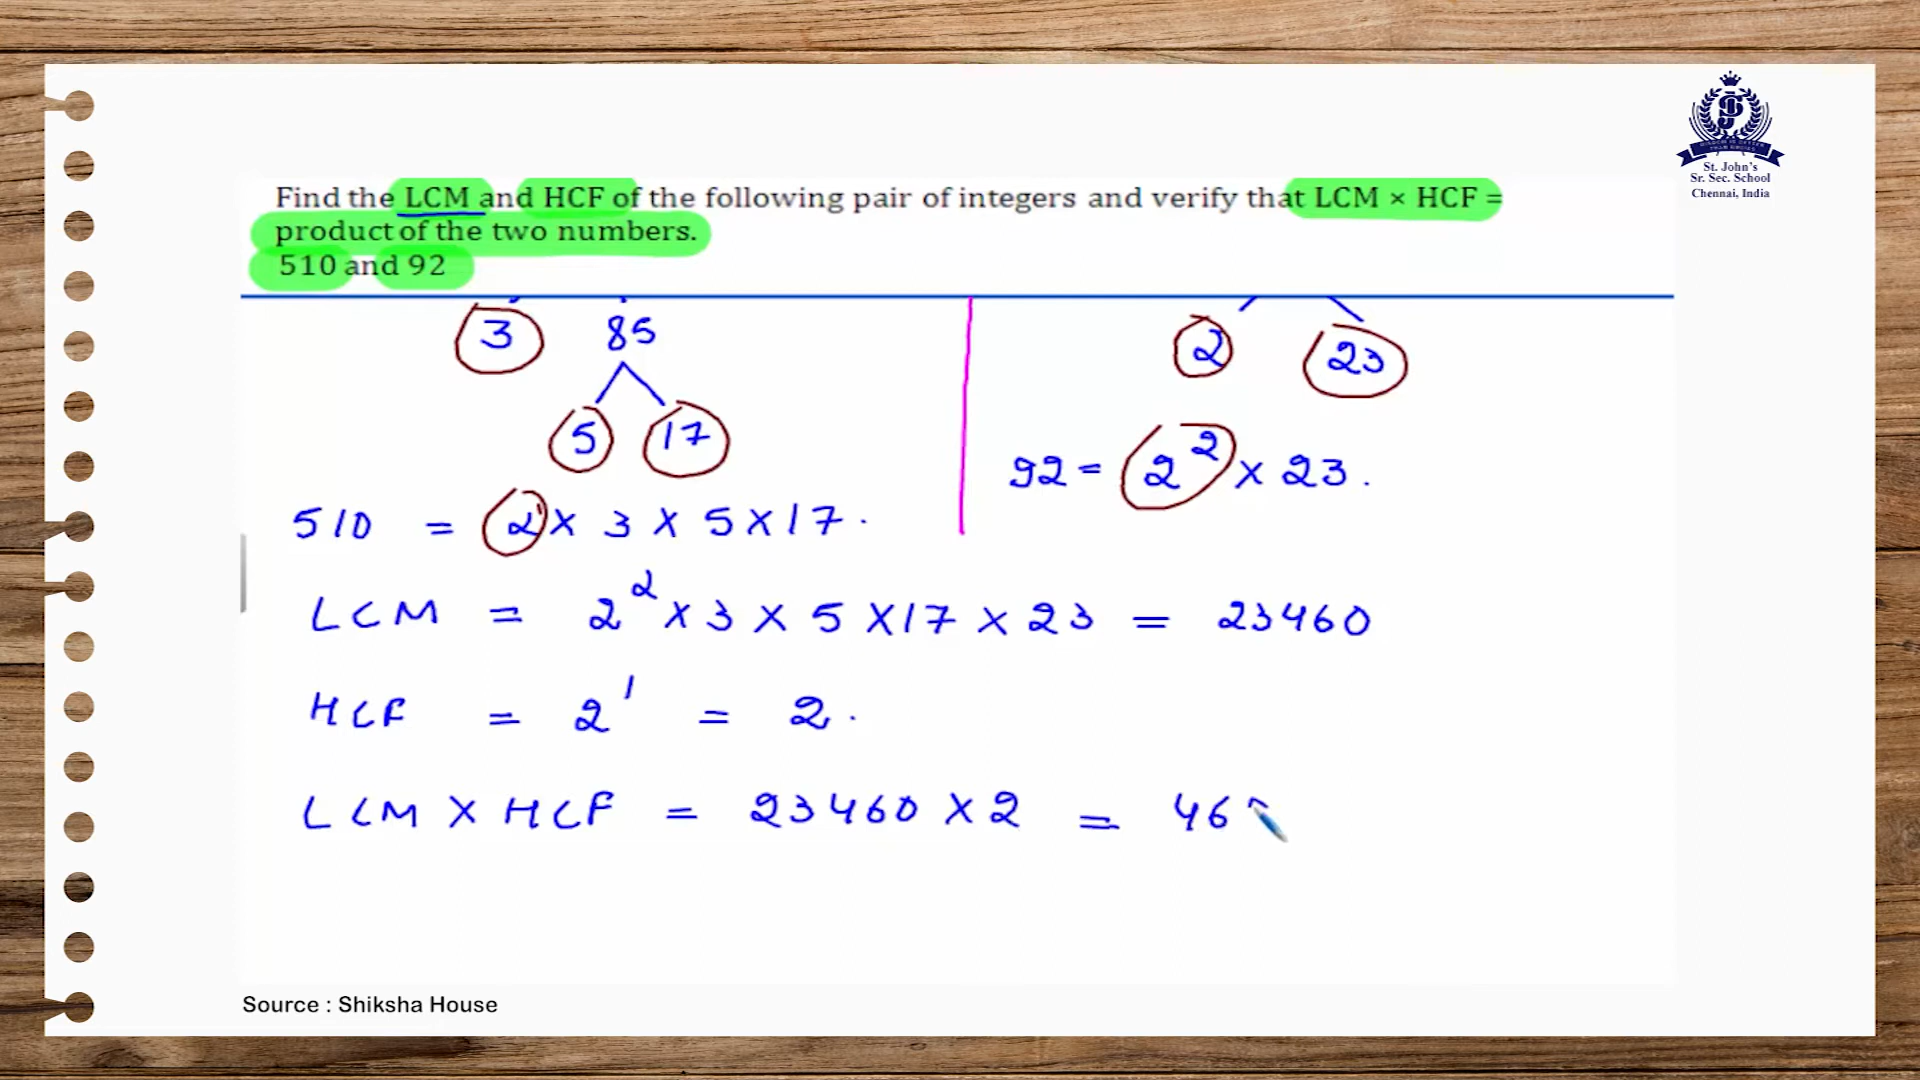 St. John's
Sr. Sec. School
Chennai, India
Find the LCM and HCF of the following pair of integers and verify that LCM × HCF =
product of the two numbers.
510 and 92
3 85
2 23
5 17
92 = 2² × 23.
510 = 2¹ × 3 × 5 × 17.
LCM = 2² × 3 × 5 × 17 × 23 = 23460
HCF = 2¹ = 2.
LCM × HCF = 23460 × 2 = 46
Source : Shiksha House